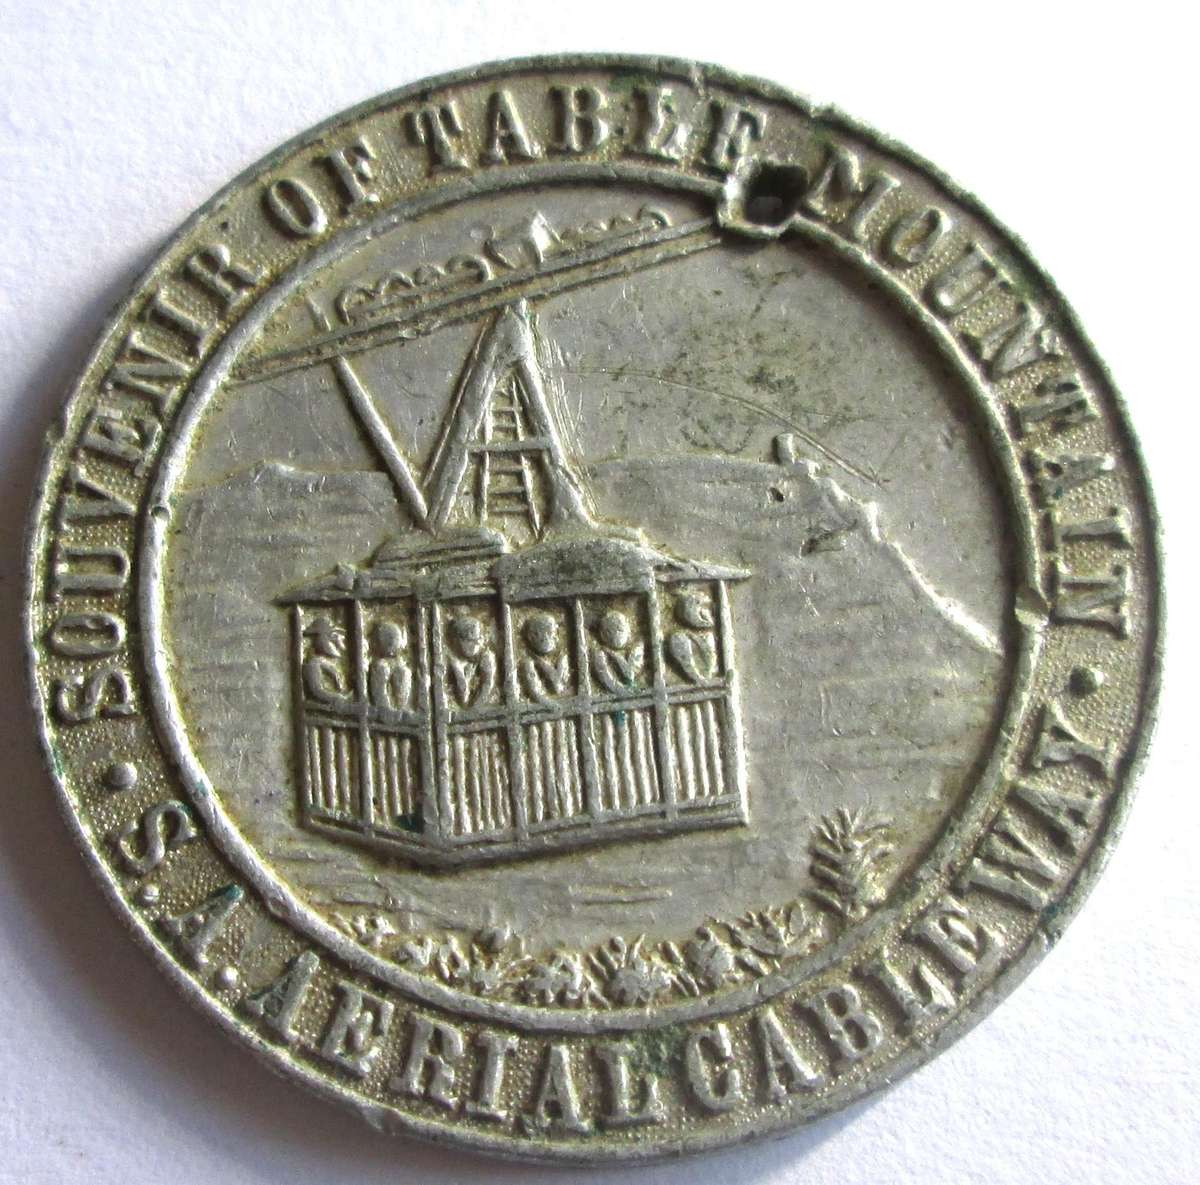 SOUVENIR OF TABLE MOUNTAIN
· S.A. AERIAL CABLEWAY ·